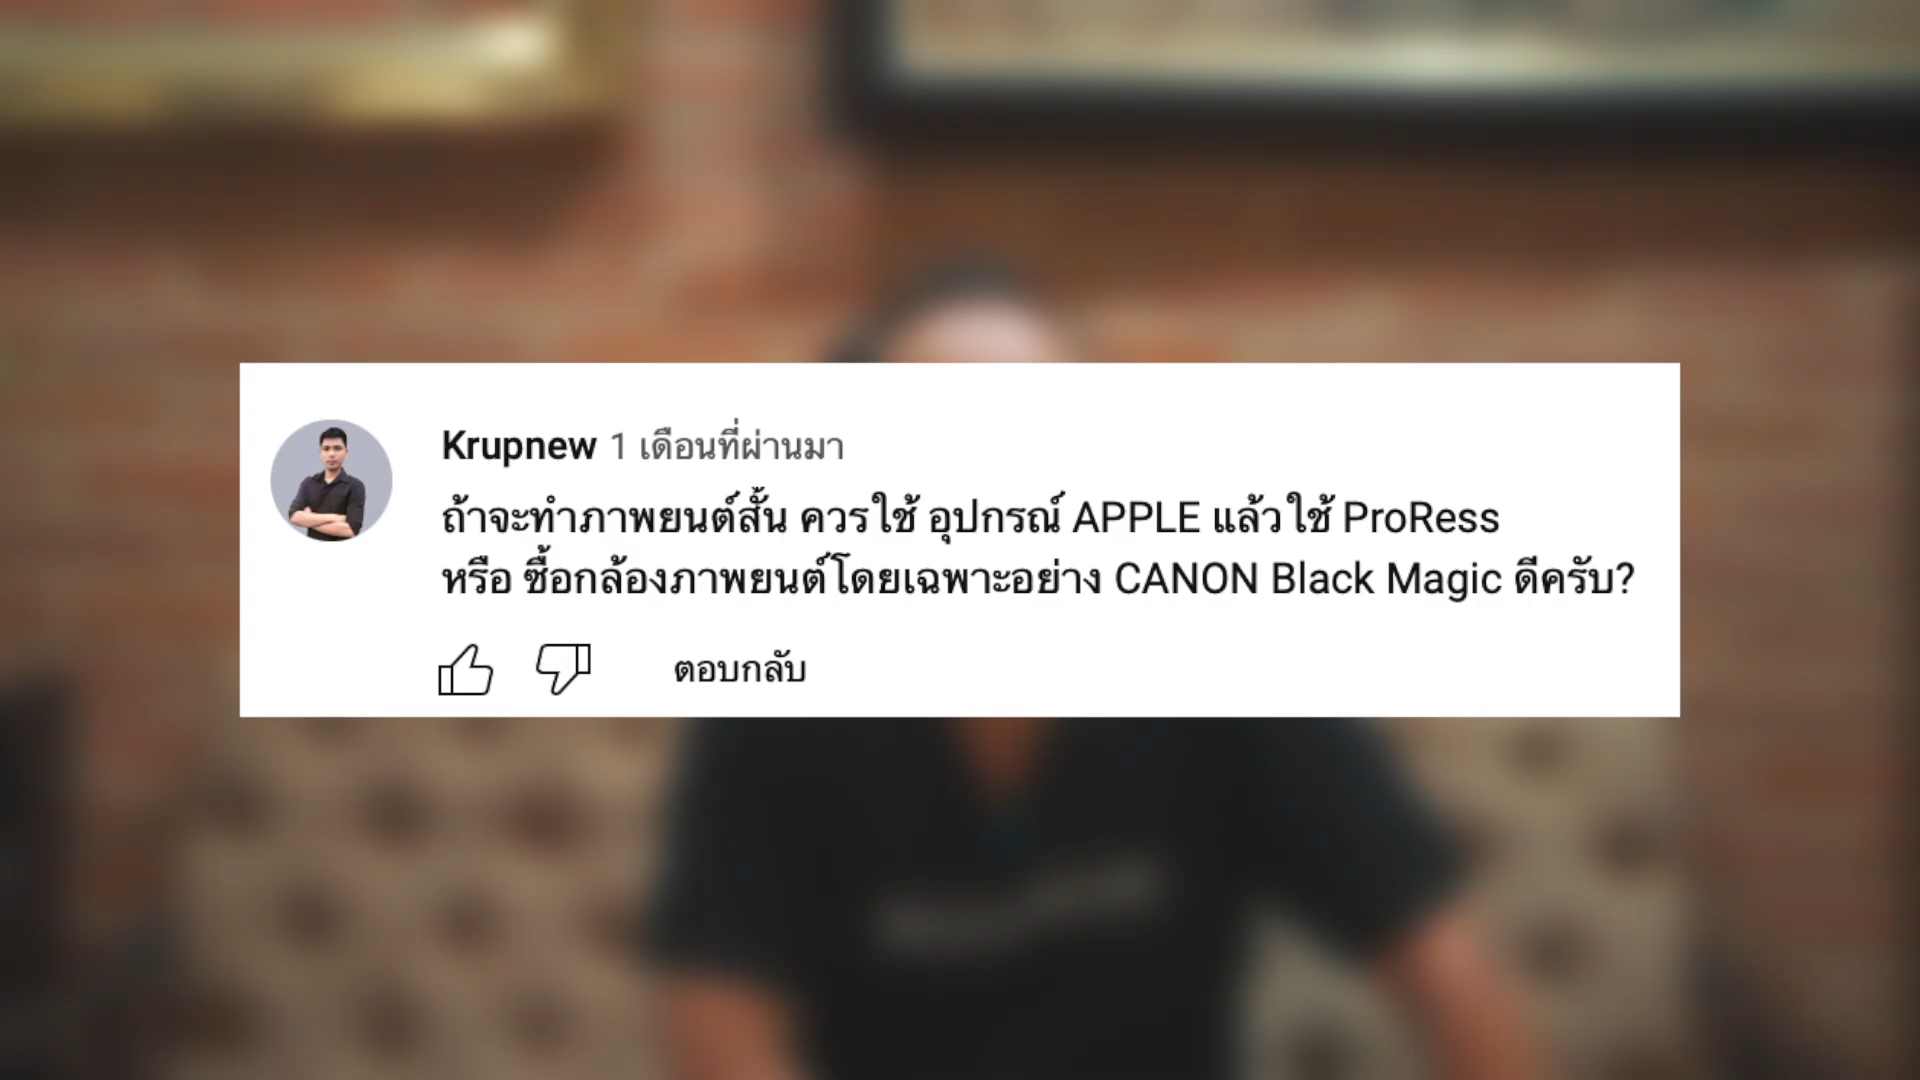 Krupnew 1 เดือนที่ผ่านมา
ถ้าจะทำภาพยนต์สั้น ควรใช้ อุปกรณ์ APPLE แล้วใช้ ProRess
หรือ ซื้อกล้องภาพยนต์โดยเฉพาะอย่าง CANON Black Magic ดีครับ?
ตอบกลับ